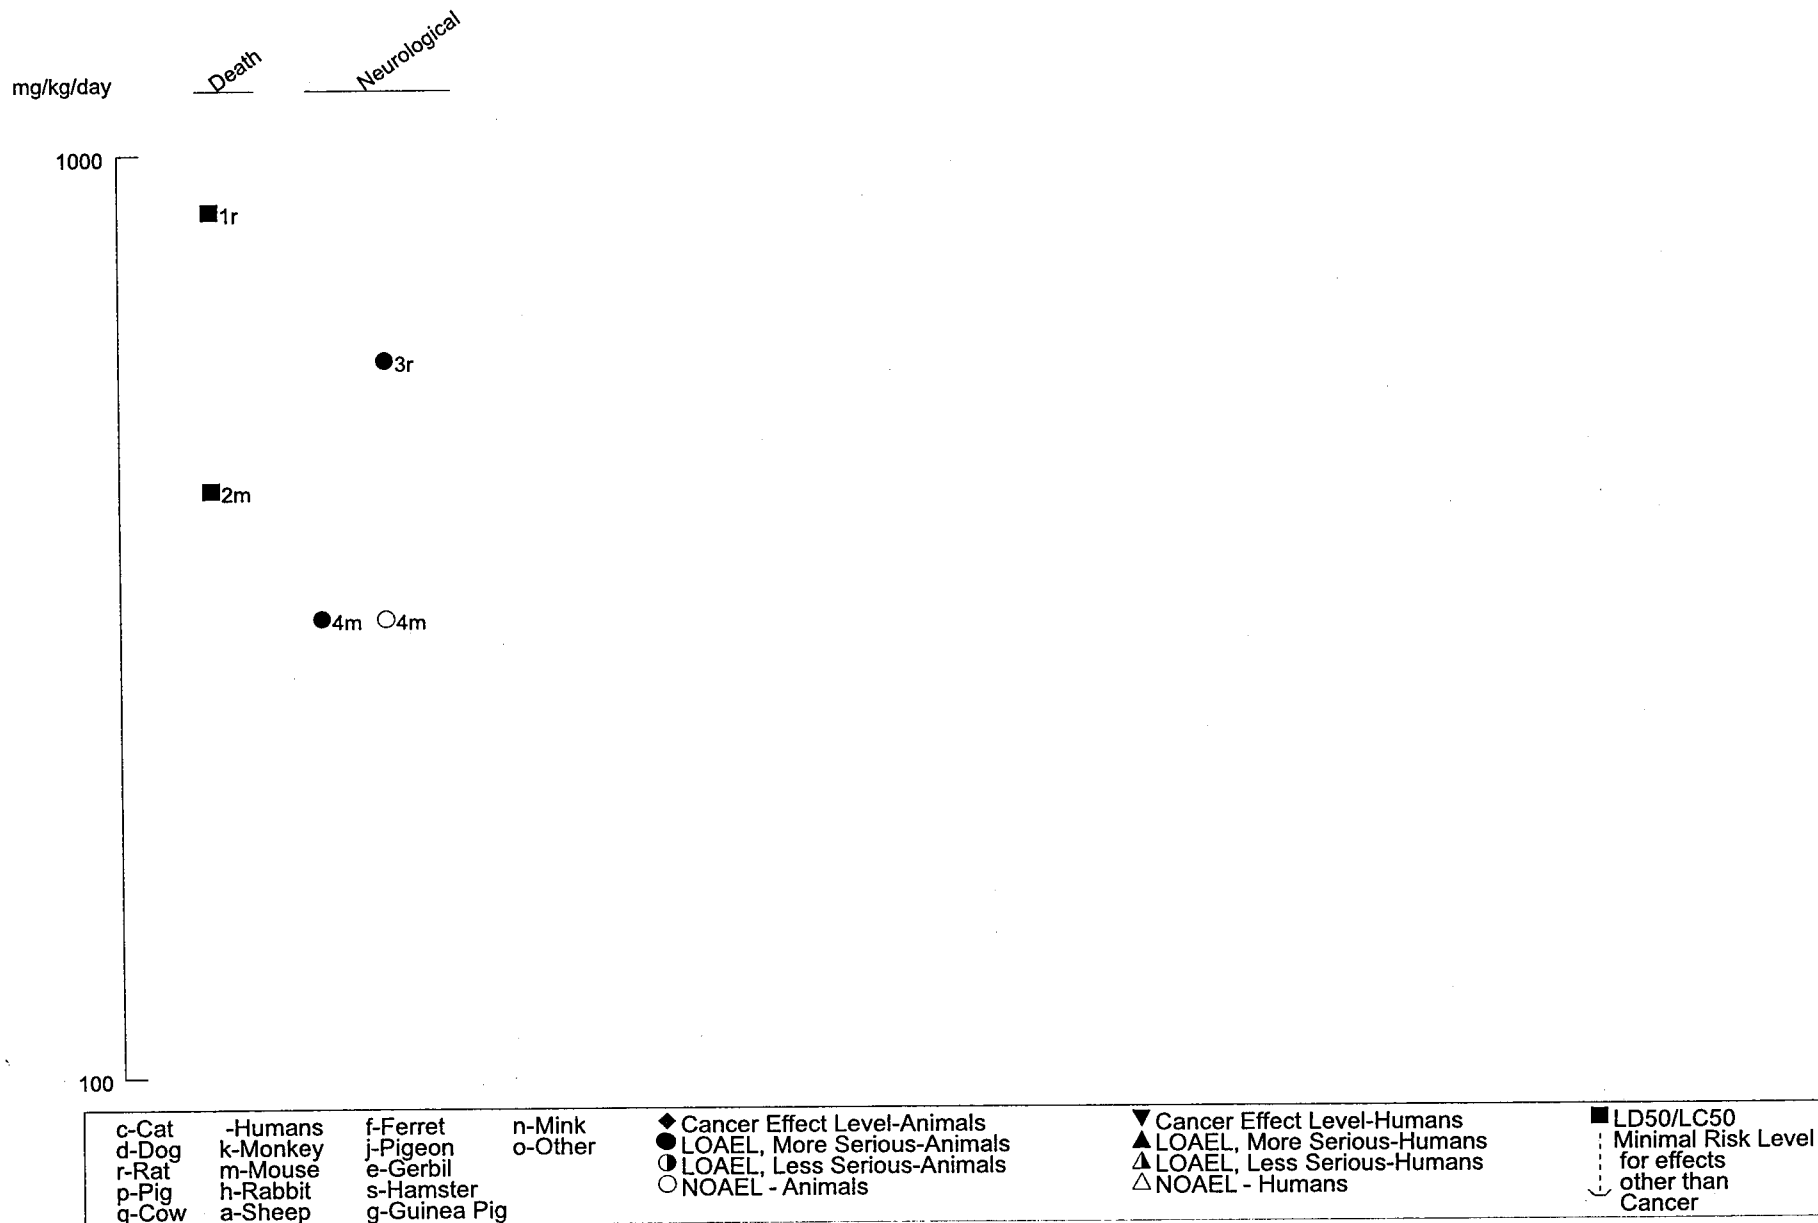 Death
Neurological
mg/kg/day
1000
1r
3r
2m
4m
4m
100
c-Cat -Humans f-Ferret n-Mink
d-Dog k-Monkey j-Pigeon o-Other
r-Rat m-Mouse e-Gerbil
p-Pig h-Rabbit s-Hamster
q-Cow a-Sheep g-Guinea Pig
Cancer Effect Level-Animals
LOAEL, More Serious-Animals
LOAEL, Less Serious-Animals
NOAEL - Animals
Cancer Effect Level-Humans
LOAEL, More Serious-Humans
LOAEL, Less Serious-Humans
NOAEL - Humans
LD50/LC50
Minimal Risk Level
for effects
other than
Cancer